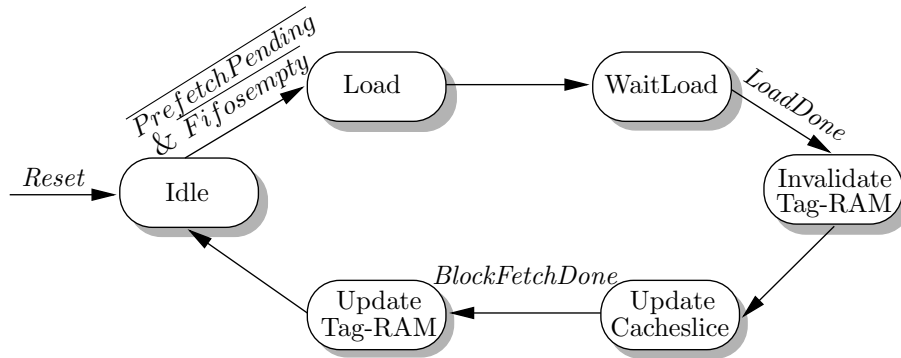 PrefetchPending
& Fifosempty
Load
WaitLoad
LoadDone
Reset
Idle
Invalidate
Tag-RAM
BlockFetchDone
Update
Tag-RAM
Update
Cacheslice